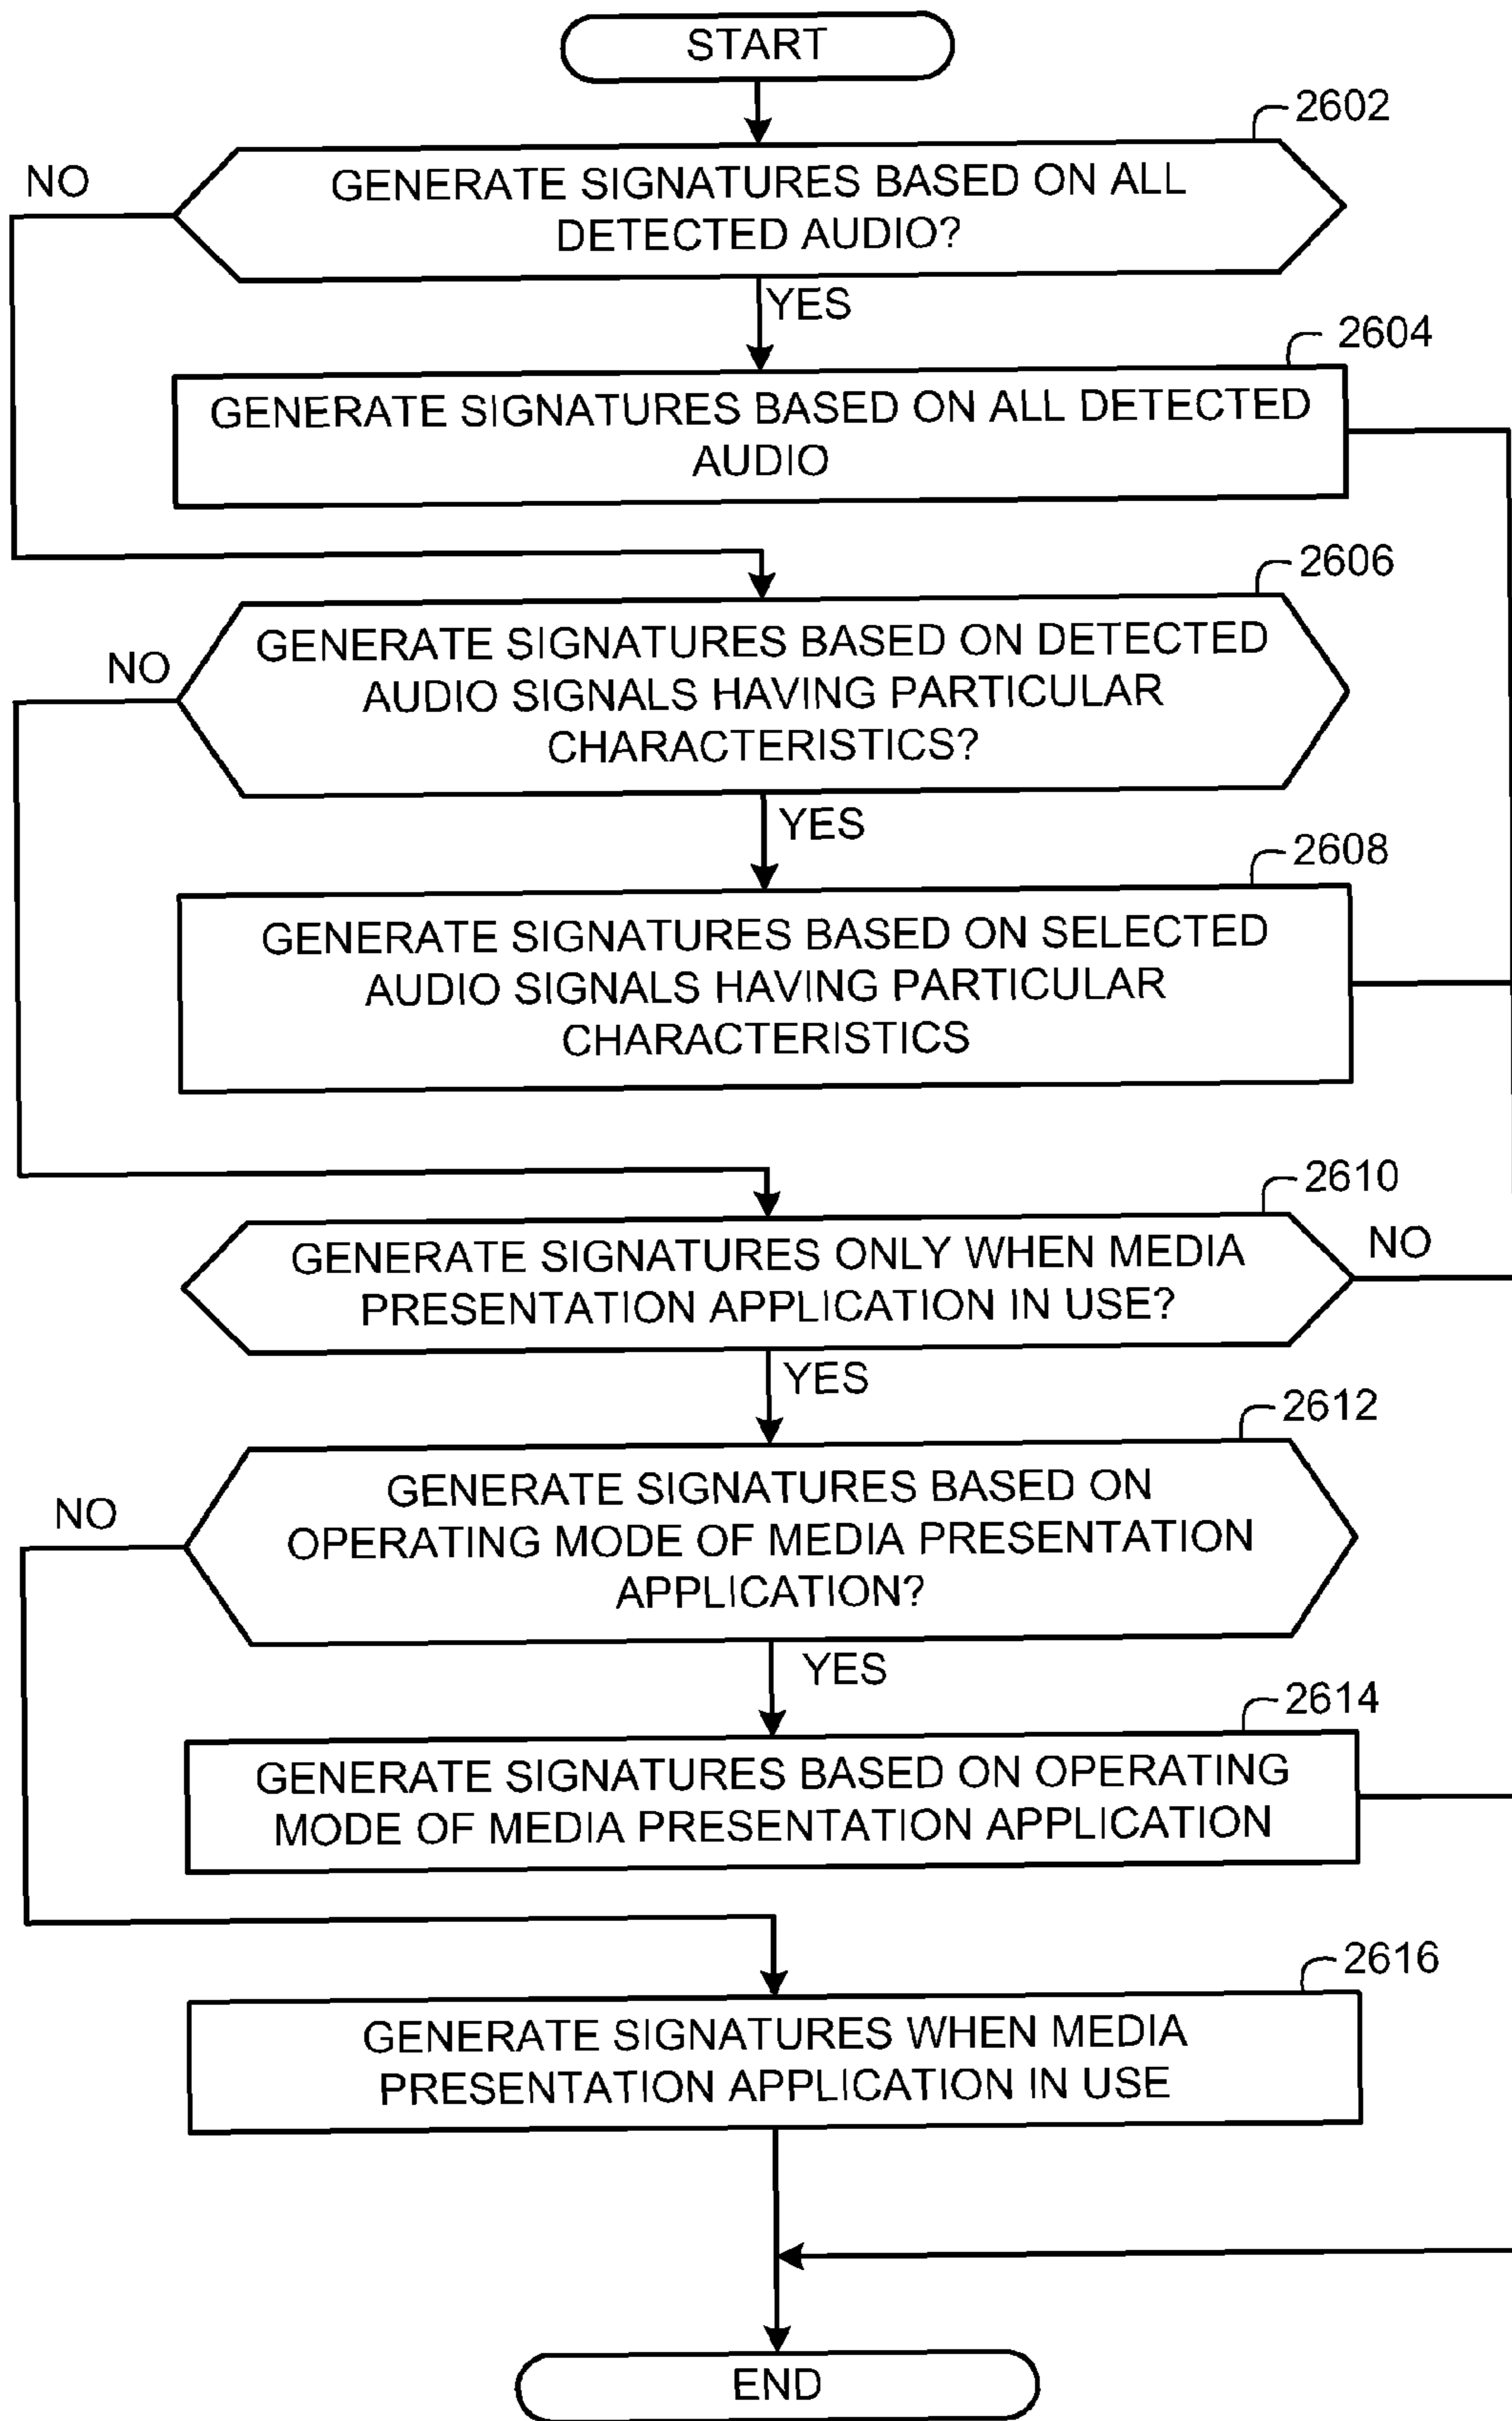 START
2602
NO
GENERATE SIGNATURES BASED ON ALL
DETECTED AUDIO?
YES
2604
GENERATE SIGNATURES BASED ON ALL DETECTED
AUDIO
2606
NO
GENERATE SIGNATURES BASED ON DETECTED
AUDIO SIGNALS HAVING PARTICULAR
CHARACTERISTICS?
YES
2608
GENERATE SIGNATURES BASED ON SELECTED
AUDIO SIGNALS HAVING PARTICULAR
CHARACTERISTICS
2610
GENERATE SIGNATURES ONLY WHEN MEDIA
PRESENTATION APPLICATION IN USE?
NO
YES
2612
NO
GENERATE SIGNATURES BASED ON
OPERATING MODE OF MEDIA PRESENTATION
APPLICATION?
YES
2614
GENERATE SIGNATURES BASED ON OPERATING
MODE OF MEDIA PRESENTATION APPLICATION
2616
GENERATE SIGNATURES WHEN MEDIA
PRESENTATION APPLICATION IN USE
END